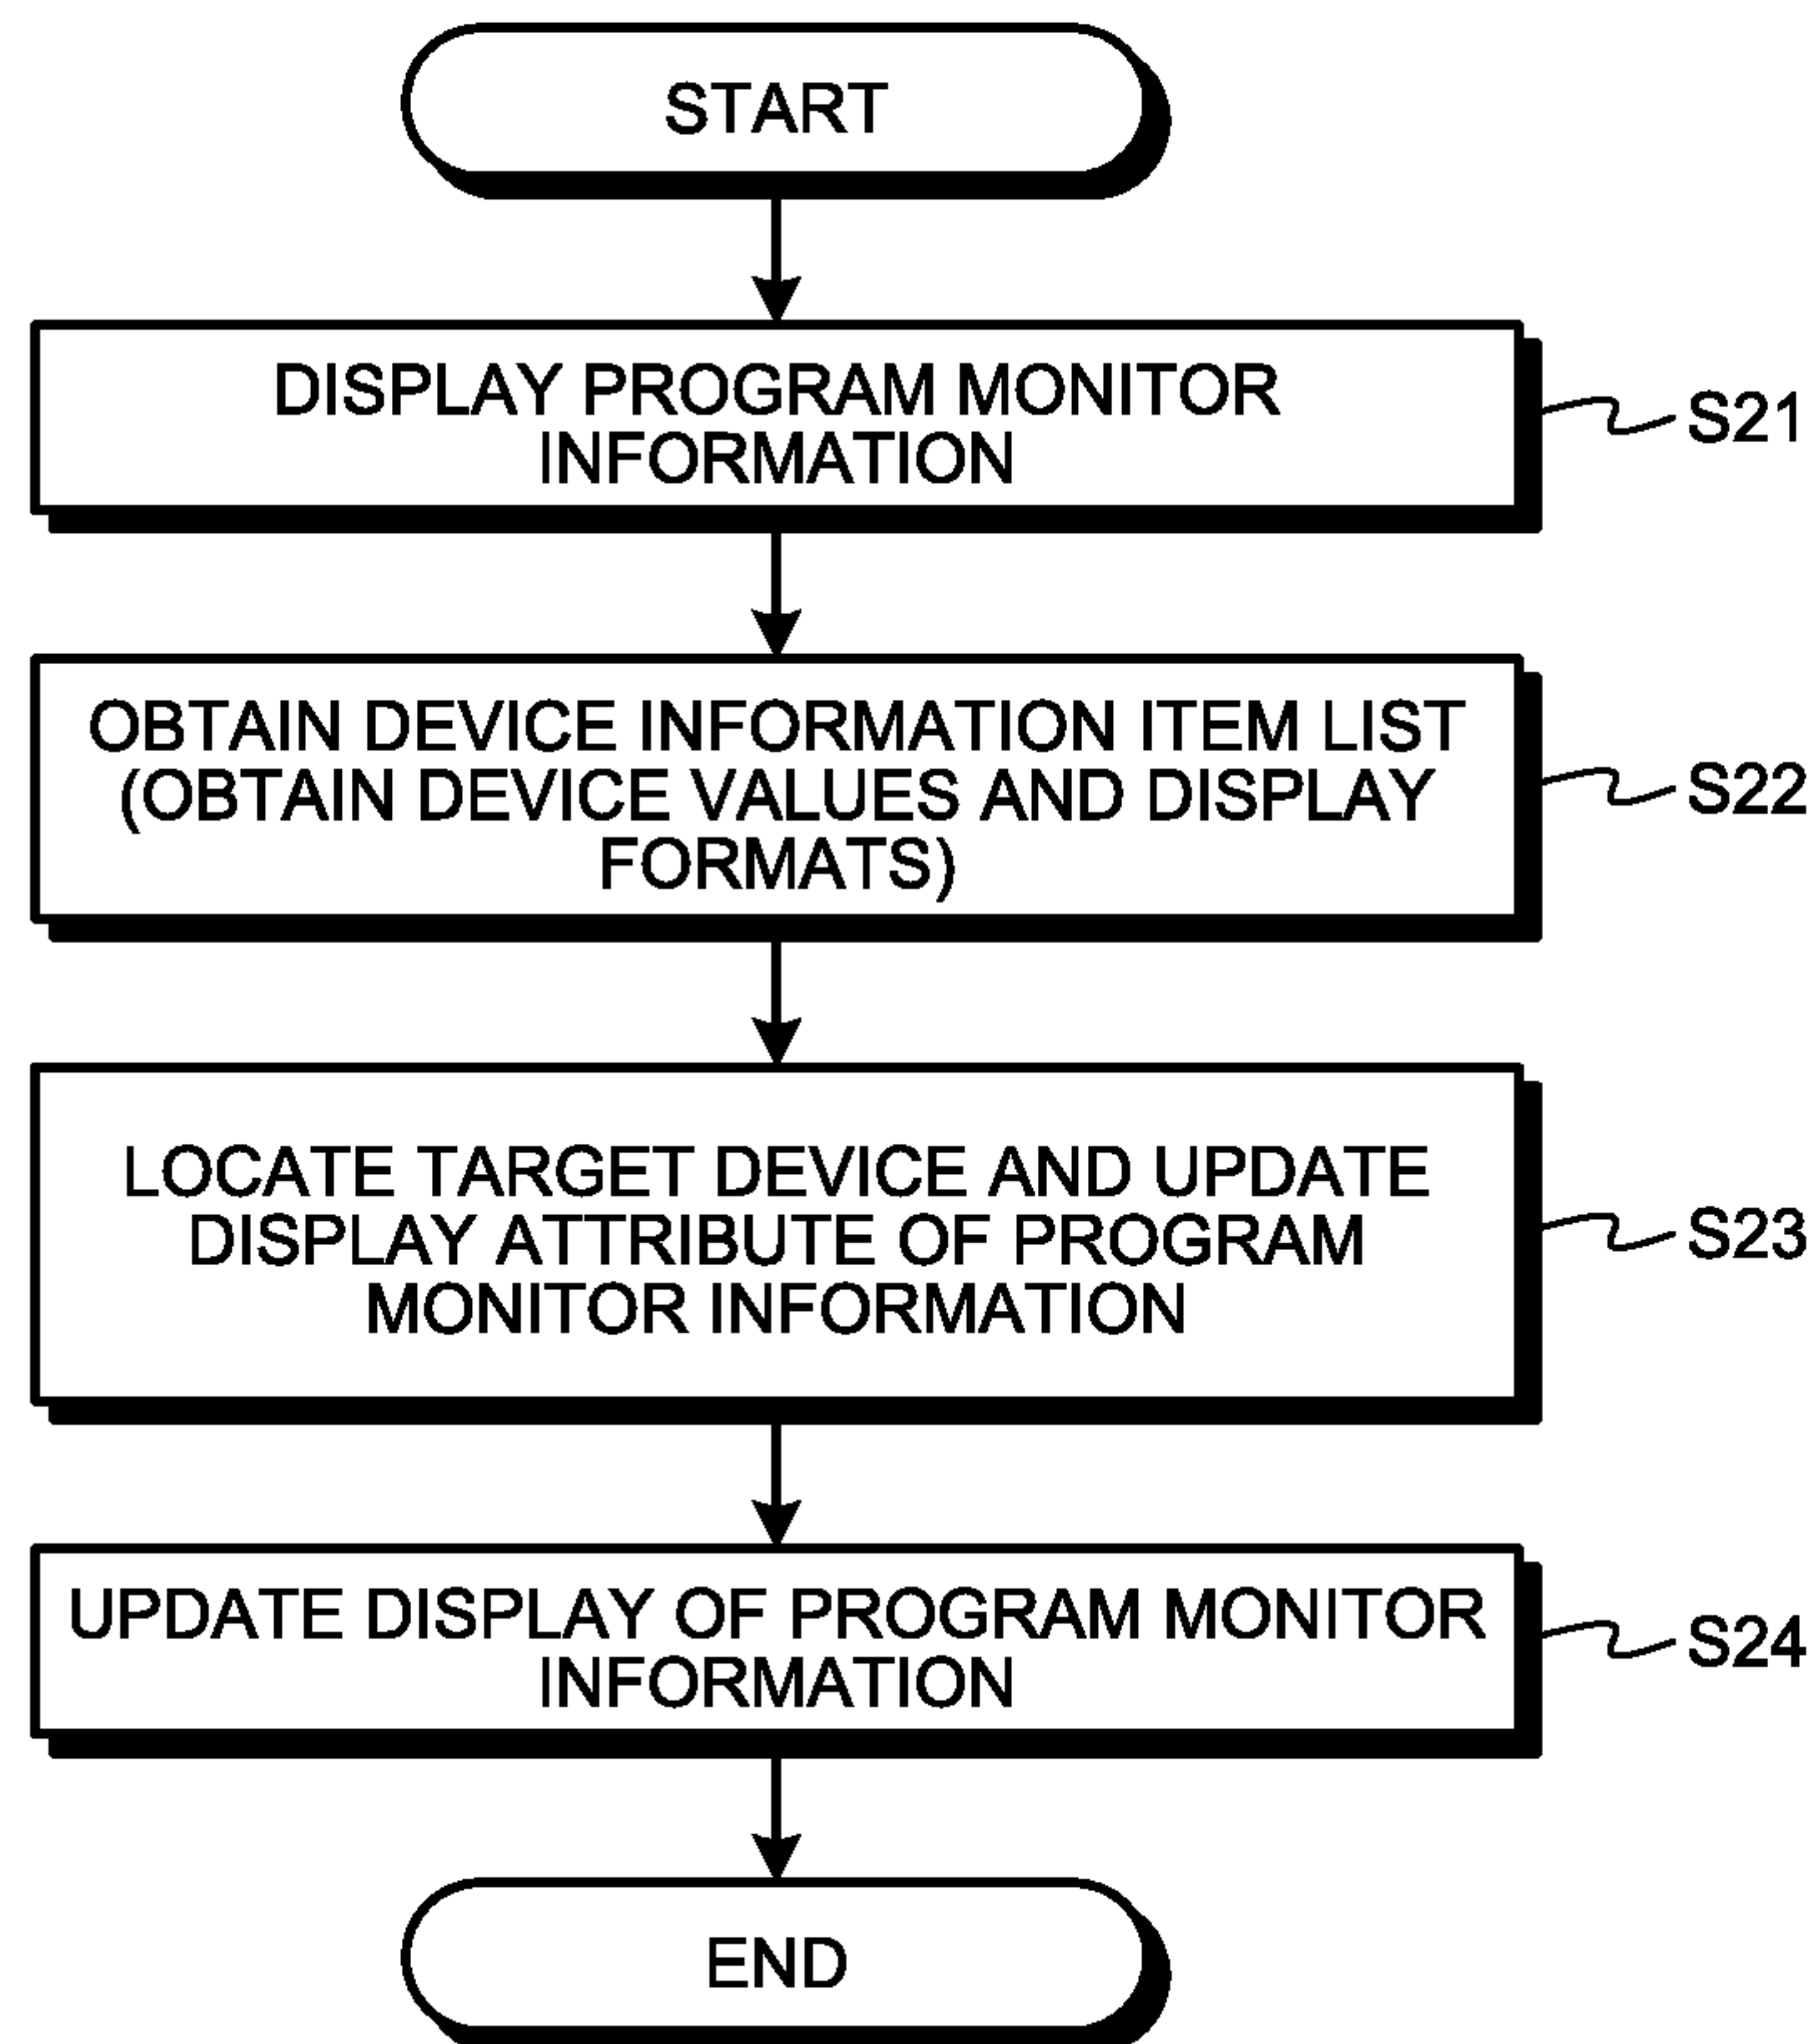 START
DISPLAY PROGRAM MONITOR
INFORMATION
S21
OBTAIN DEVICE INFORMATION ITEM LIST
(OBTAIN DEVICE VALUES AND DISPLAY
FORMATS)
S22
LOCATE TARGET DEVICE AND UPDATE
DISPLAY ATTRIBUTE OF PROGRAM
MONITOR INFORMATION
S23
UPDATE DISPLAY OF PROGRAM MONITOR
INFORMATION
S24
END